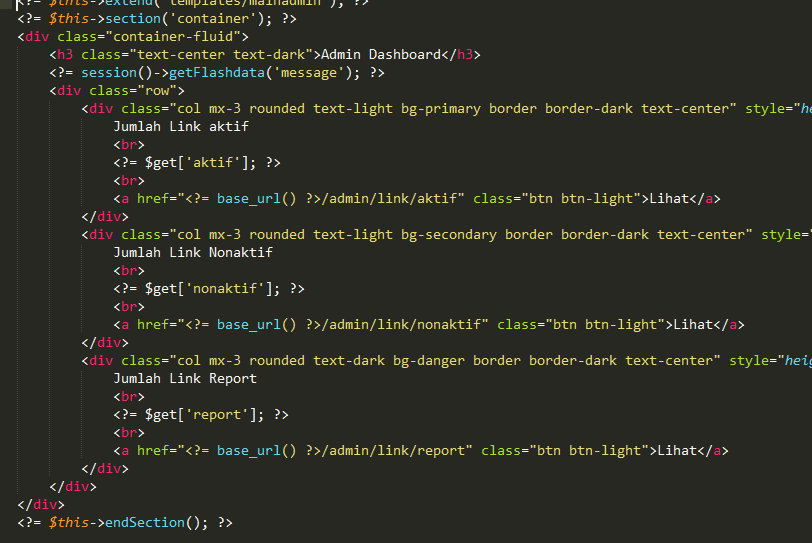 <?= $this->extend('templates/mainadmin'); ?>
<?= $this->section('container'); ?>
<div class="container-fluid">
    <h3 class="text-center text-dark">Admin Dashboard</h3>
    <?= session()->getFlashdata('message'); ?>
    <div class="row">
        <div class="col mx-3 rounded text-light bg-primary border border-dark text-center" style="he
            Jumlah Link aktif
            <br>
            <?= $get['aktif']; ?>
            <br>
            <a href="<?= base_url() ?>/admin/link/aktif" class="btn btn-light">Lihat</a>
        </div>
        <div class="col mx-3 rounded text-light bg-secondary border border-dark text-center" style="
            Jumlah Link Nonaktif
            <br>
            <?= $get['nonaktif']; ?>
            <br>
            <a href="<?= base_url() ?>/admin/link/nonaktif" class="btn btn-light">Lihat</a>
        </div>
        <div class="col mx-3 rounded text-dark bg-danger border border-dark text-center" style="heig
            Jumlah Link Report
            <br>
            <?= $get['report']; ?>
            <br>
            <a href="<?= base_url() ?>/admin/link/report" class="btn btn-light">Lihat</a>
        </div>
    </div>
</div>
<?= $this->endSection(); ?>